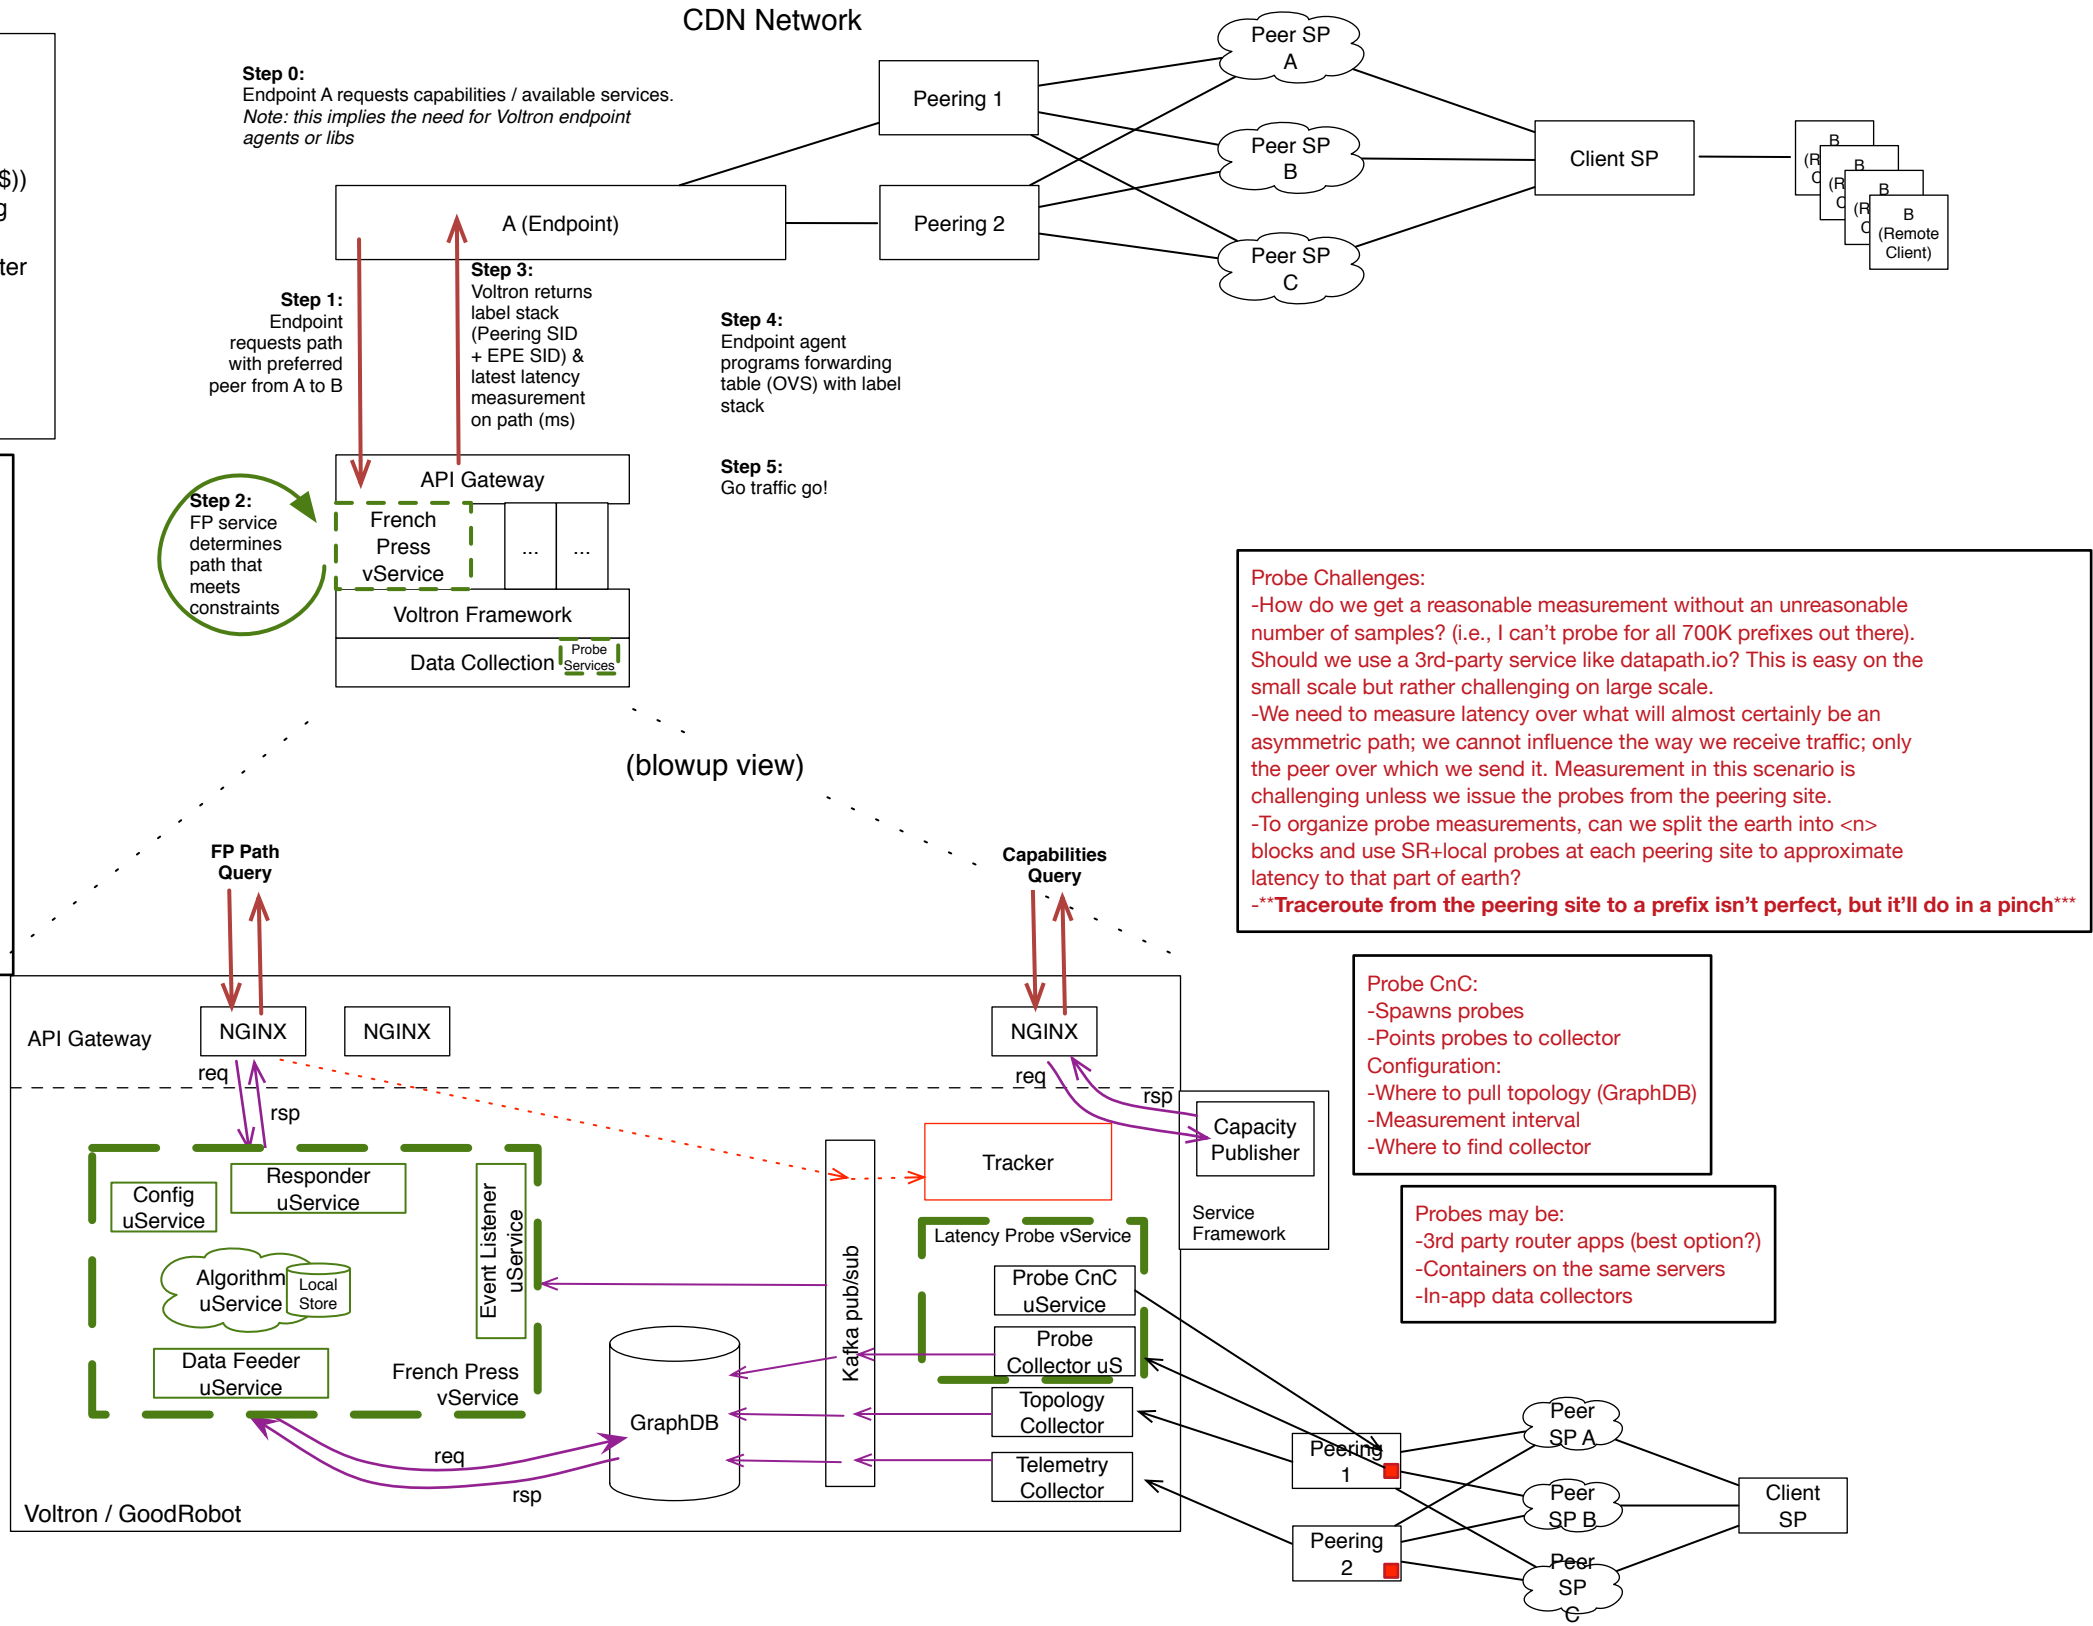 CDN Network
$))
g
ter
Step 0:
Endpoint A requests capabilities / available services.
Note: this implies the need for Voltron endpoint
agents or libs
Peering 1
Peering 2
A (Endpoint)
Peer SP
A
Peer SP
B
Peer SP
C
Client SP
B
(R
C
B
(R
C
B
(R
C
B
(Remote
Client)
Step 1:
Endpoint
requests path
with preferred
peer from A to B
Step 3:
Voltron returns
label stack
(Peering SID
+ EPE SID) &
latest latency
measurement
on path (ms)
Step 4:
Endpoint agent
programs forwarding
table (OVS) with label
stack
Step 5:
Go traffic go!
Step 2:
FP service
determines
path that
meets
constraints
API Gateway
French
Press
vService
...
...
Voltron Framework
Data Collection
Probe
Services
(blowup view)
Probe Challenges:
-How do we get a reasonable measurement without an unreasonable
number of samples? (i.e., I can't probe for all 700K prefixes out there).
Should we use a 3rd-party service like datapath.io? This is easy on the
small scale but rather challenging on large scale.
-We need to measure latency over what will almost certainly be an
asymmetric path; we cannot influence the way we receive traffic; only
the peer over which we send it. Measurement in this scenario is
challenging unless we issue the probes from the peering site.
-To organize probe measurements, can we split the earth into <n>
blocks and use SR+local probes at each peering site to approximate
latency to that part of earth?
-**Traceroute from the peering site to a prefix isn't perfect, but it'll do in a pinch***
Probe CnC:
-Spawns probes
-Points probes to collector
Configuration:
-Where to pull topology (GraphDB)
-Measurement interval
-Where to find collector
Probes may be:
-3rd party router apps (best option?)
-Containers on the same servers
-In-app data collectors
FP Path
Query
Capabilities
Query
API Gateway
NGINX
NGINX
NGINX
req
rsp
req
rsp
Capacity
Publisher
Service
Framework
Tracker
Config
uService
Responder
uService
Event Listener
uService
Algorithm
uService
Local
Store
Data Feeder
uService
French Press
vService
Kafka pub/sub
Latency Probe vService
Probe CnC
uService
Probe
Collector uS
Topology
Collector
Telemetry
Collector
GraphDB
req
rsp
Voltron / GoodRobot
Peering
1
Peering
2
Peer
SP A
Peer
SP B
Peer
SP
C
Client
SP